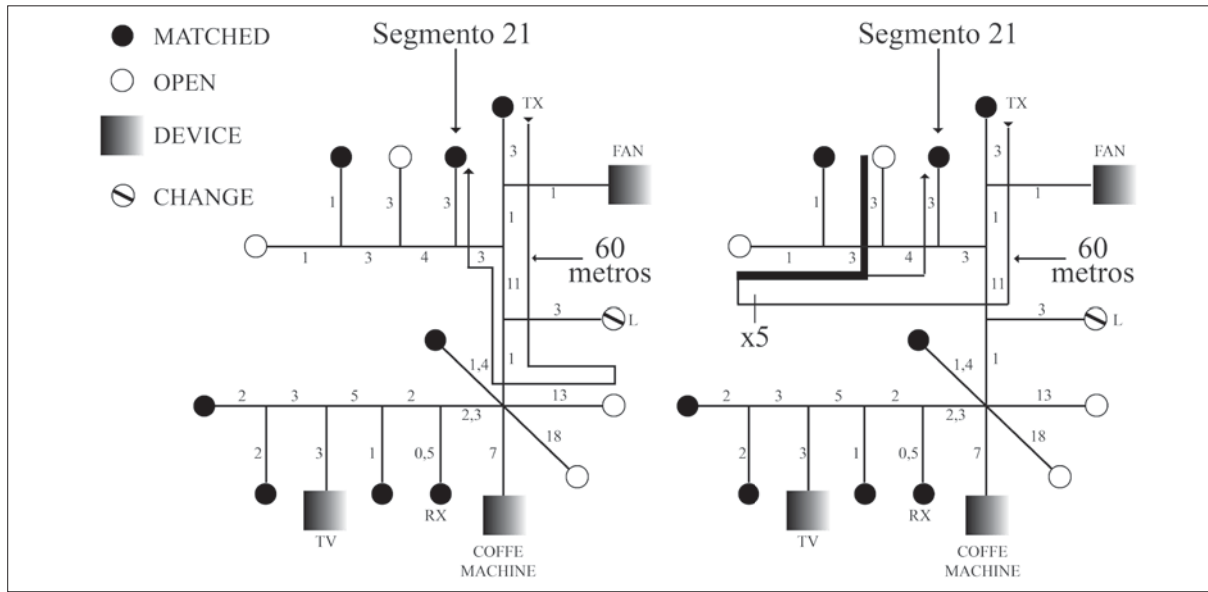 MATCHED
OPEN
DEVICE
CHANGE
Segmento 21
TX
3
FAN
1
1
3
3
1
1
3
4
3
60
metros
11
3
L
1
1,4
2
3
5
2
2,3
13
18
2
3
1
0,5
7
RX
TV
COFFE
MACHINE
Segmento 21
TX
3
FAN
1
1
3
3
1
1
3
4
3
60
metros
11
x5
3
L
1
1,4
2
3
5
2
2,3
13
18
2
3
1
0,5
7
RX
TV
COFFE
MACHINE